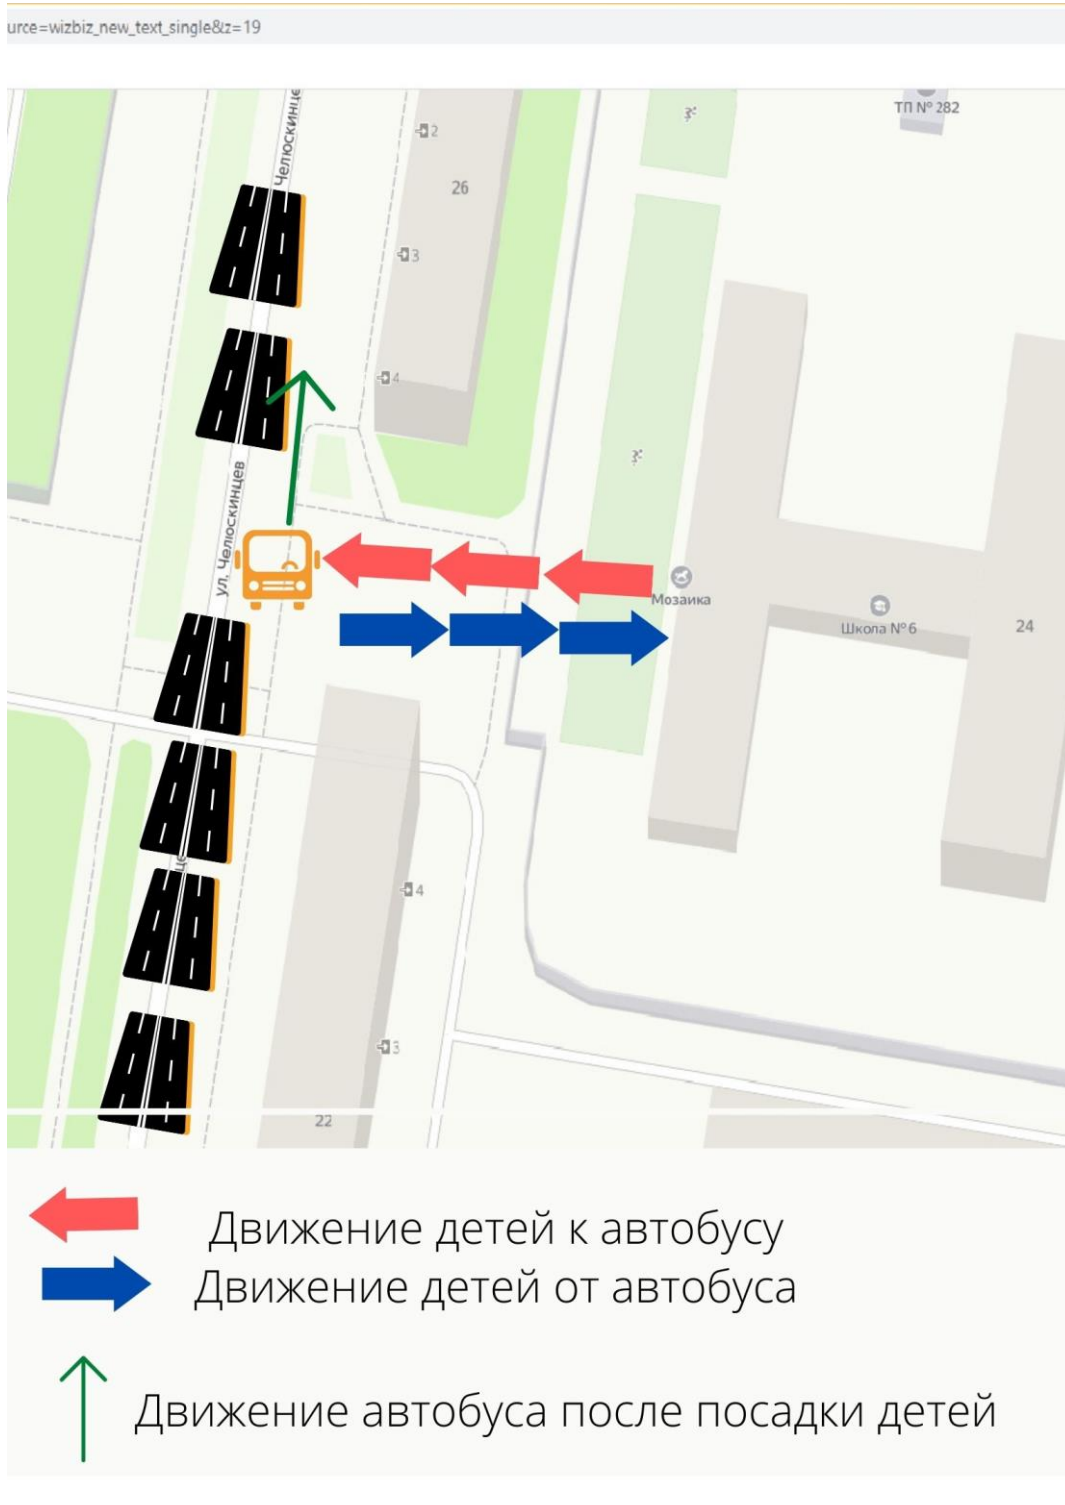 urce=wizbiz_new_text_single&z=19
Челюскинце
ТП № 282
2
26
3
4
ул. Челюскинцев
Мозаика
Школа №6
24
це
4
3
22
Движение детей к автобусу
Движение детей от автобуса
Движение автобуса после посадки детей